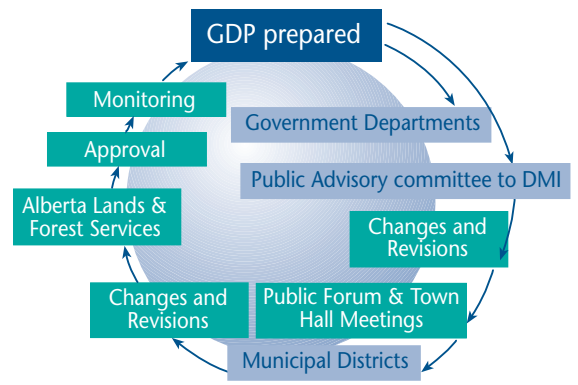 GDP prepared
Government Departments
Public Advisory committee to DMI
Changes and
Revisions
Public Forum & Town
Hall Meetings
Municipal Districts
Changes and
Revisions
Alberta Lands &
Forest Services
Approval
Monitoring